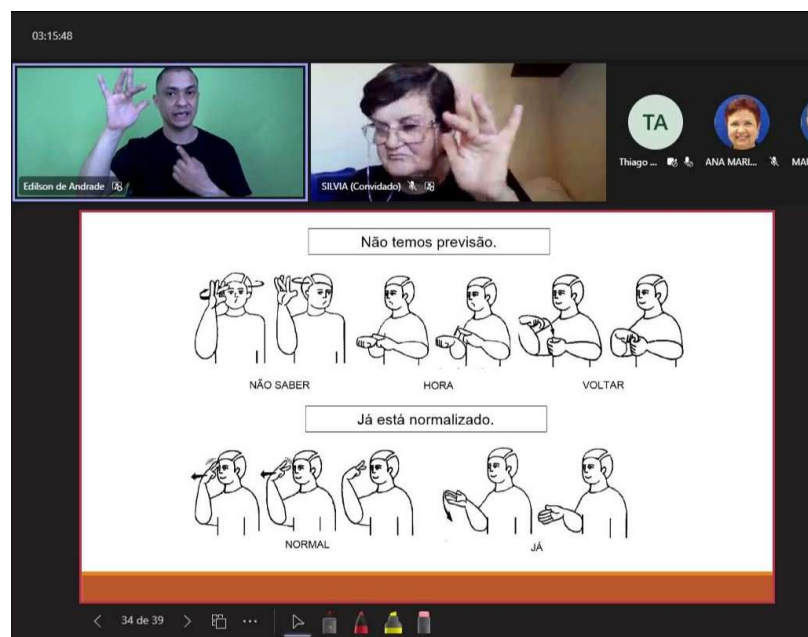 03:15:48
Edilson de Andrade
SILVIA (Convidado)
TA
Thiago ...
ANA MARI...
MAI
Não temos previsão.
NÃO SABER HORA VOLTAR
Já está normalizado.
NORMAL JÁ
34 de 39